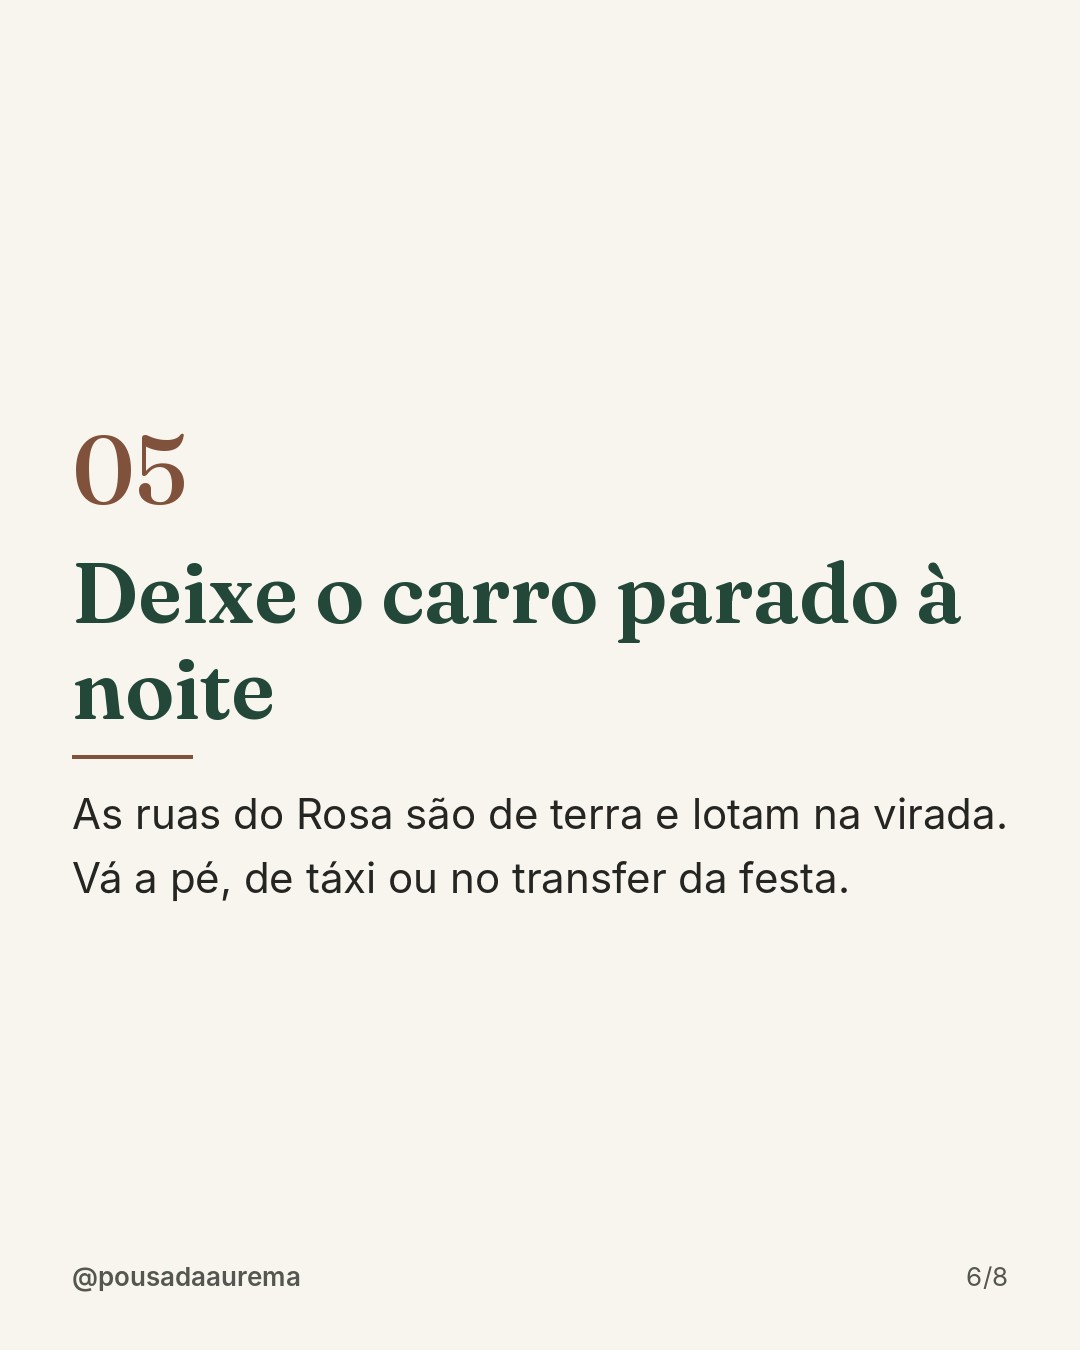 05
Deixe o carro parado à
noite
As ruas do Rosa são de terra e lotam na virada.
Vá a pé, de táxi ou no transfer da festa.
@pousadaaurema
6/8